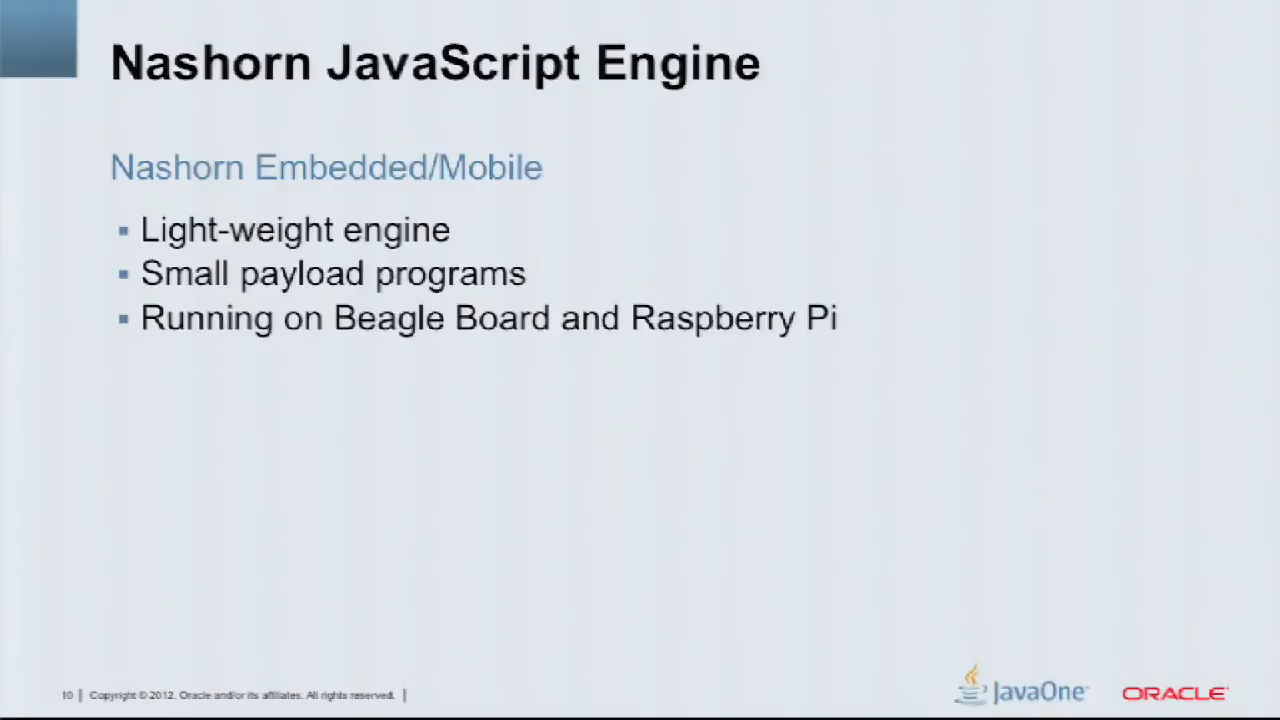 Nashorn JavaScript Engine
Nashorn Embedded/Mobile
▪ Light-weight engine
▪ Small payload programs
▪ Running on Beagle Board and Raspberry Pi
10 | Copyright © 2012, Oracle and/or its affiliates. All rights reserved. |
JavaOne™
ORACLE®